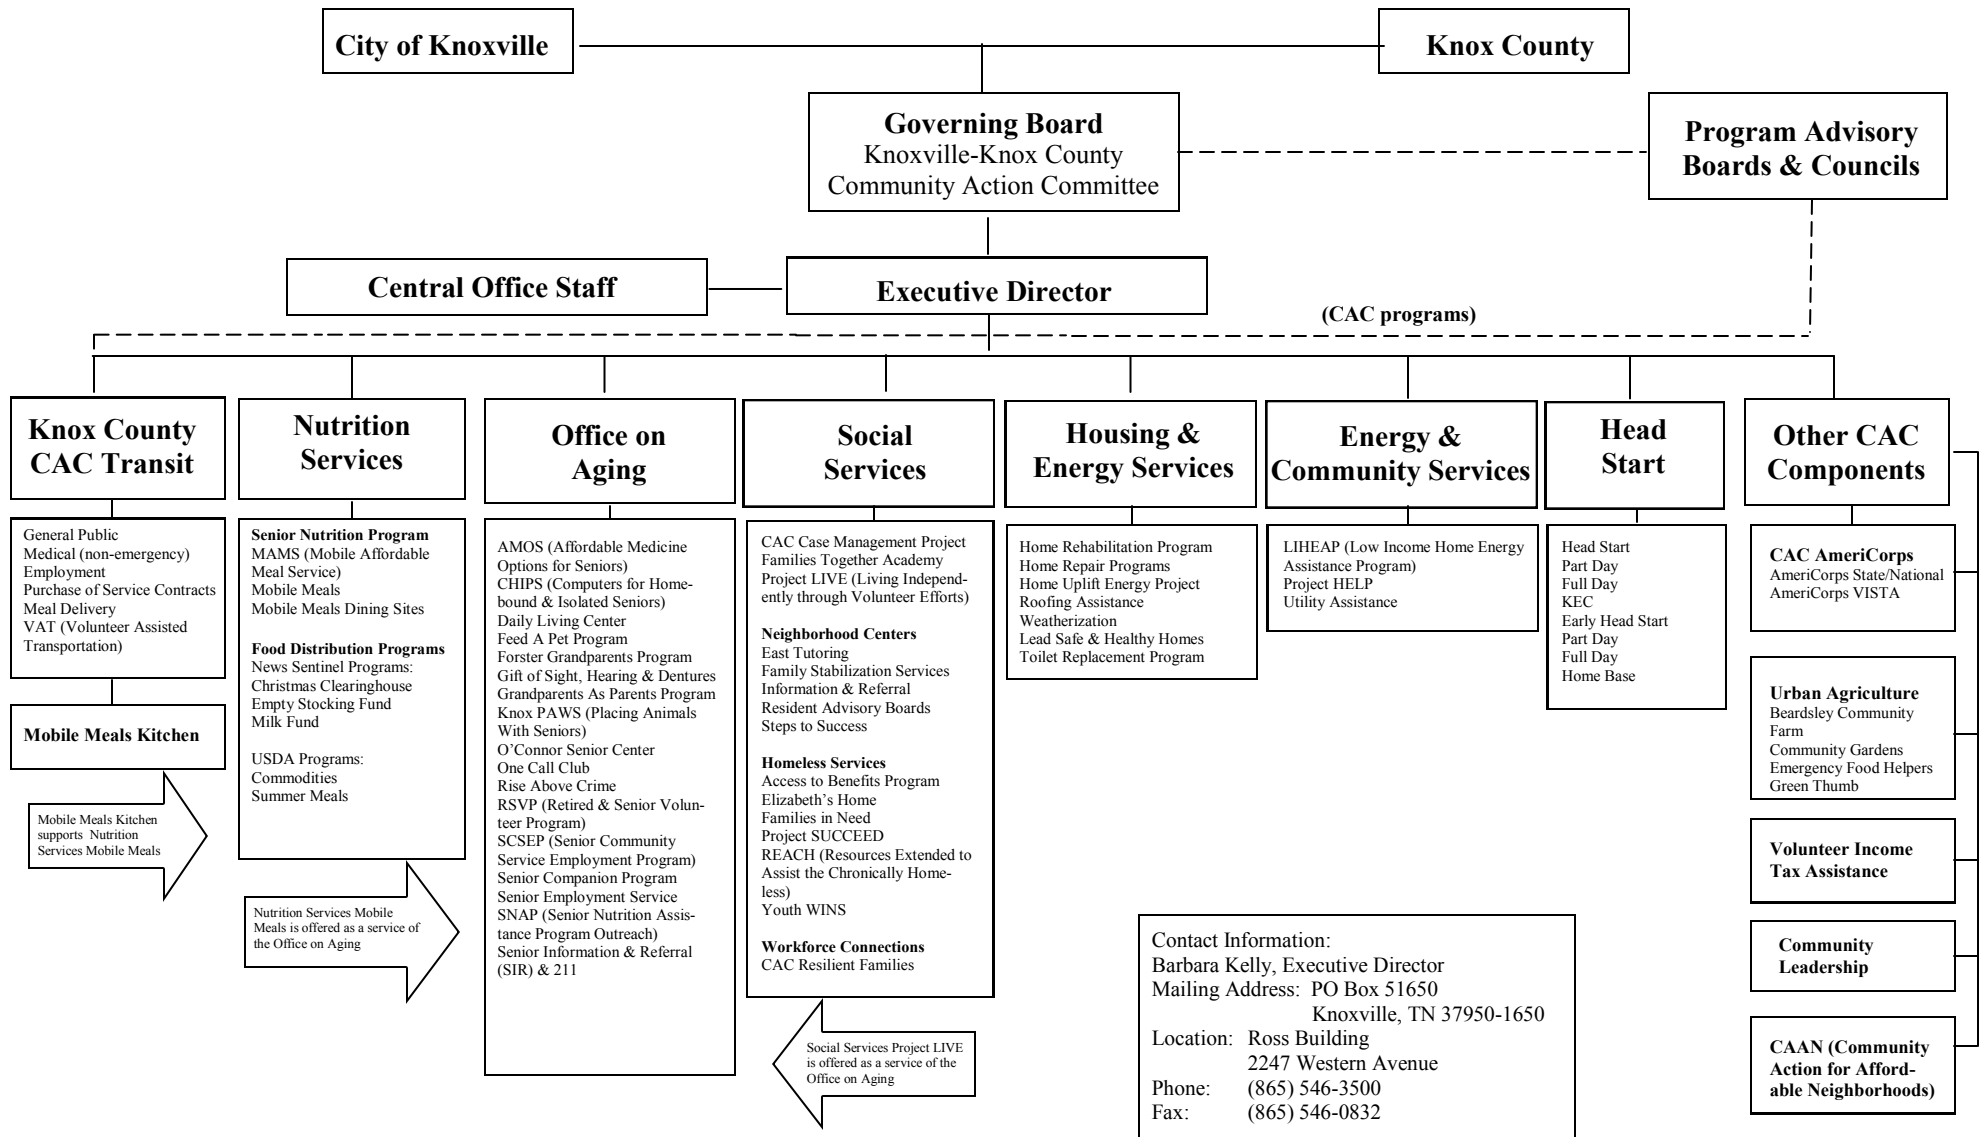 City of Knoxville
Knox County
Governing Board
Knoxville-Knox County
Community Action Committee
Program Advisory
Boards & Councils
Central Office Staff
Executive Director
(CAC programs)
Knox County
CAC Transit
General Public
Medical (non-emergency)
Employment
Purchase of Service Contracts
Meal Delivery
VAT (Volunteer Assisted
Transportation)
Mobile Meals Kitchen
Mobile Meals Kitchen
supports Nutrition
Services Mobile Meals
Nutrition
Services
Senior Nutrition Program
MAMS (Mobile Affordable
Meal Service)
Mobile Meals
Mobile Meals Dining Sites
Food Distribution Programs
News Sentinel Programs:
Christmas Clearinghouse
Empty Stocking Fund
Milk Fund
USDA Programs:
Commodities
Summer Meals
Nutrition Services Mobile
Meals is offered as a service of
the Office on Aging
Office on
Aging
AMOS (Affordable Medicine
Options for Seniors)
CHIPS (Computers for Home-
bound & Isolated Seniors)
Daily Living Center
Feed A Pet Program
Forster Grandparents Program
Gift of Sight, Hearing & Dentures
Grandparents As Parents Program
Knox PAWS (Placing Animals
With Seniors)
O’Connor Senior Center
One Call Club
Rise Above Crime
RSVP (Retired & Senior Volun-
teer Program)
SCSEP (Senior Community
Service Employment Program)
Senior Companion Program
Senior Employment Service
SNAP (Senior Nutrition Assis-
tance Program Outreach)
Senior Information & Referral
(SIR) & 211
Social
Services
CAC Case Management Project
Families Together Academy
Project LIVE (Living Independ-
ently through Volunteer Efforts)
Neighborhood Centers
East Tutoring
Family Stabilization Services
Information & Referral
Resident Advisory Boards
Steps to Success
Homeless Services
Access to Benefits Program
Elizabeth’s Home
Families in Need
Project SUCCEED
REACH (Resources Extended to
Assist the Chronically Home-
less)
Youth WINS
Workforce Connections
CAC Resilient Families
Social Services Project LIVE
is offered as a service of the
Office on Aging
Housing &
Energy Services
Home Rehabilitation Program
Home Repair Programs
Home Uplift Energy Project
Roofing Assistance
Weatherization
Lead Safe & Healthy Homes
Toilet Replacement Program
Energy &
Community Services
LIHEAP (Low Income Home Energy
Assistance Program)
Project HELP
Utility Assistance
Head
Start
Head Start
Part Day
Full Day
KEC
Early Head Start
Part Day
Full Day
Home Base
Other CAC
Components
CAC AmeriCorps
AmeriCorps State/National
AmeriCorps VISTA
Urban Agriculture
Beardsley Community
Farm
Community Gardens
Emergency Food Helpers
Green Thumb
Volunteer Income
Tax Assistance
Community
Leadership
CAAN (Community
Action for Afford-
able Neighborhoods)
Contact Information:
Barbara Kelly, Executive Director
Mailing Address: PO Box 51650
Knoxville, TN 37950-1650
Location: Ross Building
2247 Western Avenue
Phone: (865) 546-3500
Fax: (865) 546-0832